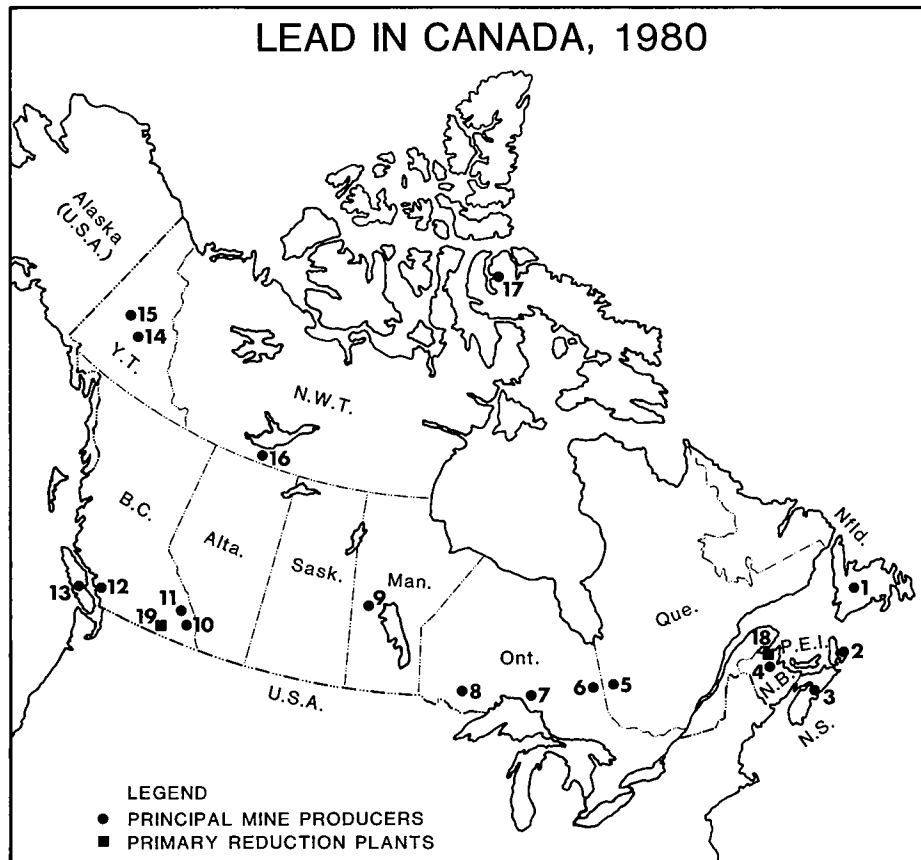 LEAD IN CANADA, 1980
Alaska
(U.S.A.)
17
15
14
Y.T.
N.W.T.
16
B.C.
Alta.
Sask.
Man.
Nfld.
13
12
11
19
10
9
Que.
1
18
P.E.I.
2
4
N.B.
3
N.S.
Ont.
8
7
6
5
U.S.A.
LEGEND
PRINCIPAL MINE PRODUCERS
PRIMARY REDUCTION PLANTS